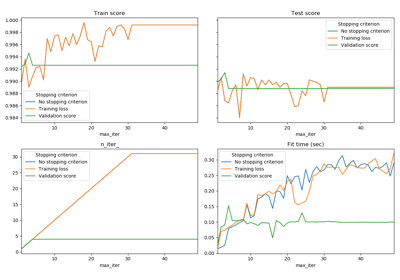 Train score
1.000
0.998
0.996
0.994
0.992
0.990
0.988
0.986
0.984
Stopping criterion
No stopping criterion
Training loss
Validation score
10
20
30
40
max_iter
Test score
Stopping criterion
No stopping criterion
Training loss
Validation score
10
20
30
40
max_iter
n_iter_
30
25
20
15
10
5
0
Stopping criterion
No stopping criterion
Training loss
Validation score
10
20
30
40
max_iter
Fit time (sec)
0.30
0.25
0.20
0.15
0.10
0.05
0.00
Stopping criterion
No stopping criterion
Training loss
Validation score
10
20
30
40
max_iter